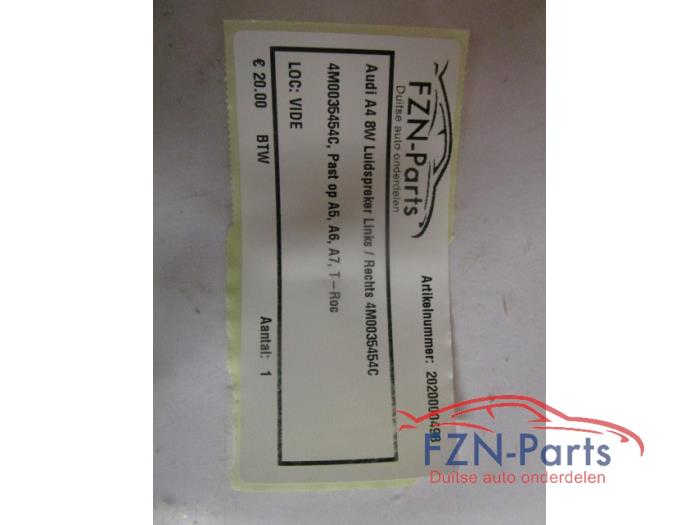 FZN-Parts
Duitse auto onderdelen
Artikelnummer: 2020000498
Audi A4 8W Luidspreker Links / Rechts 4M0035454C
4M0035454C, Past op A5, A6, A7, T-Roc
LOC: VIDE
€ 20.00 BTW
Aantal: 1
FZN-Parts
Duitse auto onderdelen